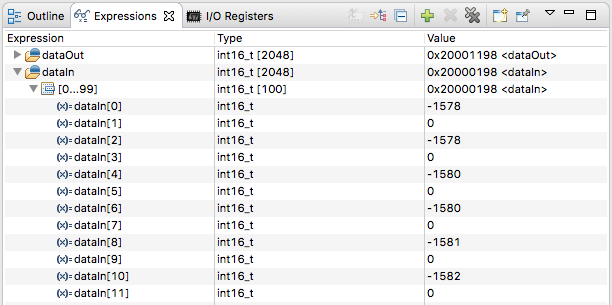 Outline Expressions I/O Registers
Expression Type Value
dataOut int16_t [2048] 0x20001198 <dataOut>
dataIn int16_t [2048] 0x20000198 <dataIn>
[0...99] int16_t [100] 0x20000198 <dataIn>
(x)= dataIn[0] int16_t -1578
(x)= dataIn[1] int16_t 0
(x)= dataIn[2] int16_t -1578
(x)= dataIn[3] int16_t 0
(x)= dataIn[4] int16_t -1580
(x)= dataIn[5] int16_t 0
(x)= dataIn[6] int16_t -1580
(x)= dataIn[7] int16_t 0
(x)= dataIn[8] int16_t -1581
(x)= dataIn[9] int16_t 0
(x)= dataIn[10] int16_t -1582
(x)= dataIn[11] int16_t 0